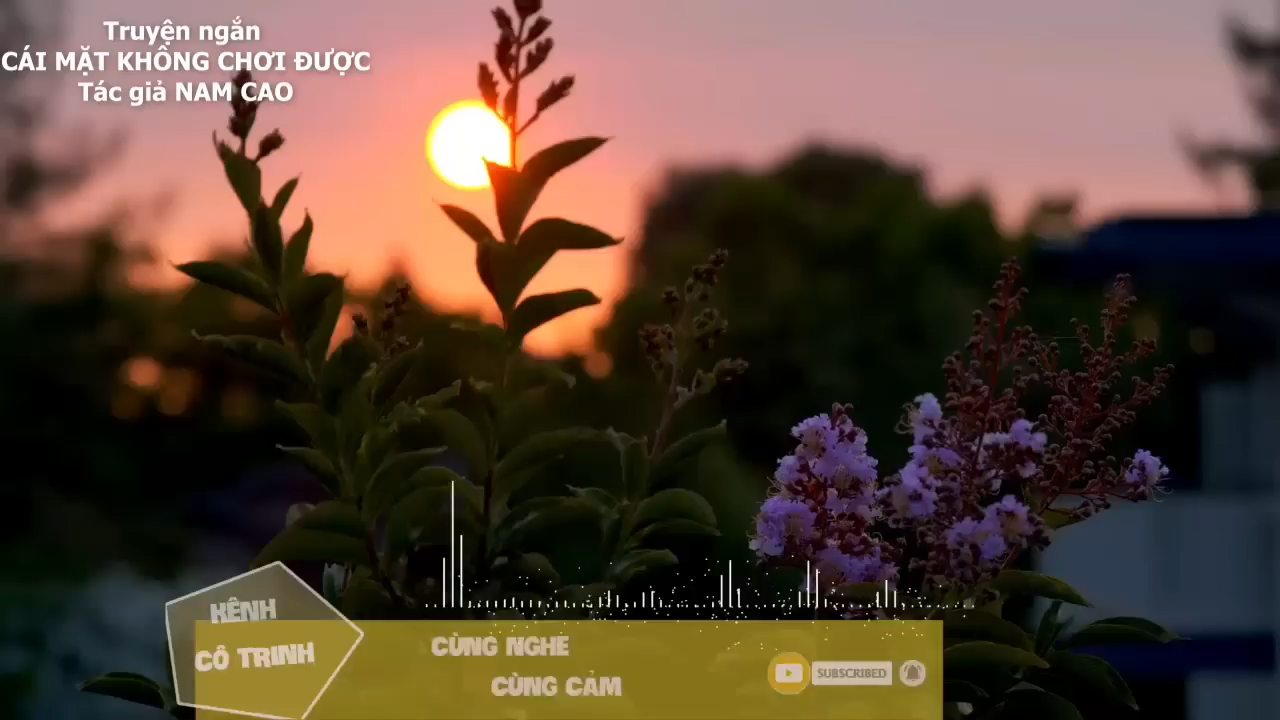 Truyện ngắn
CÁI MẶT KHÔNG CHƠI ĐƯỢC
Tác giả NAM CAO
KÊNH
CÔ TRINH
CÙNG NGHE
CÙNG CẢM
SUBSCRIBED